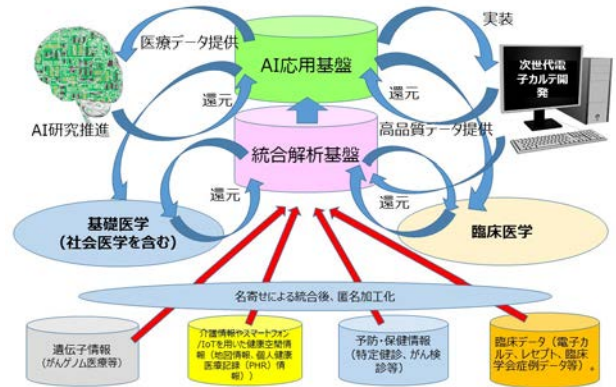 医療データ提供
AI応用基盤
実装
次世代電
子カルテ開
発
還元
還元
AI研究推進
高品質データ提供
統合解析基盤
還元
還元
基礎医学
(社会医学を含む)
臨床医学
名寄せによる統合後、匿名加工化
遺伝子情報
(がんゲノム医療等)
介護情報やスマートフォン
/IoTを用いた健康空間情
報（地図情報、個人健康
医療記録（PHR）情
報））
予防・保健情報
(特定健診、がん検
診等)
臨床データ（電子カ
ルテ、レセプト、臨床
学会症例データ等）。